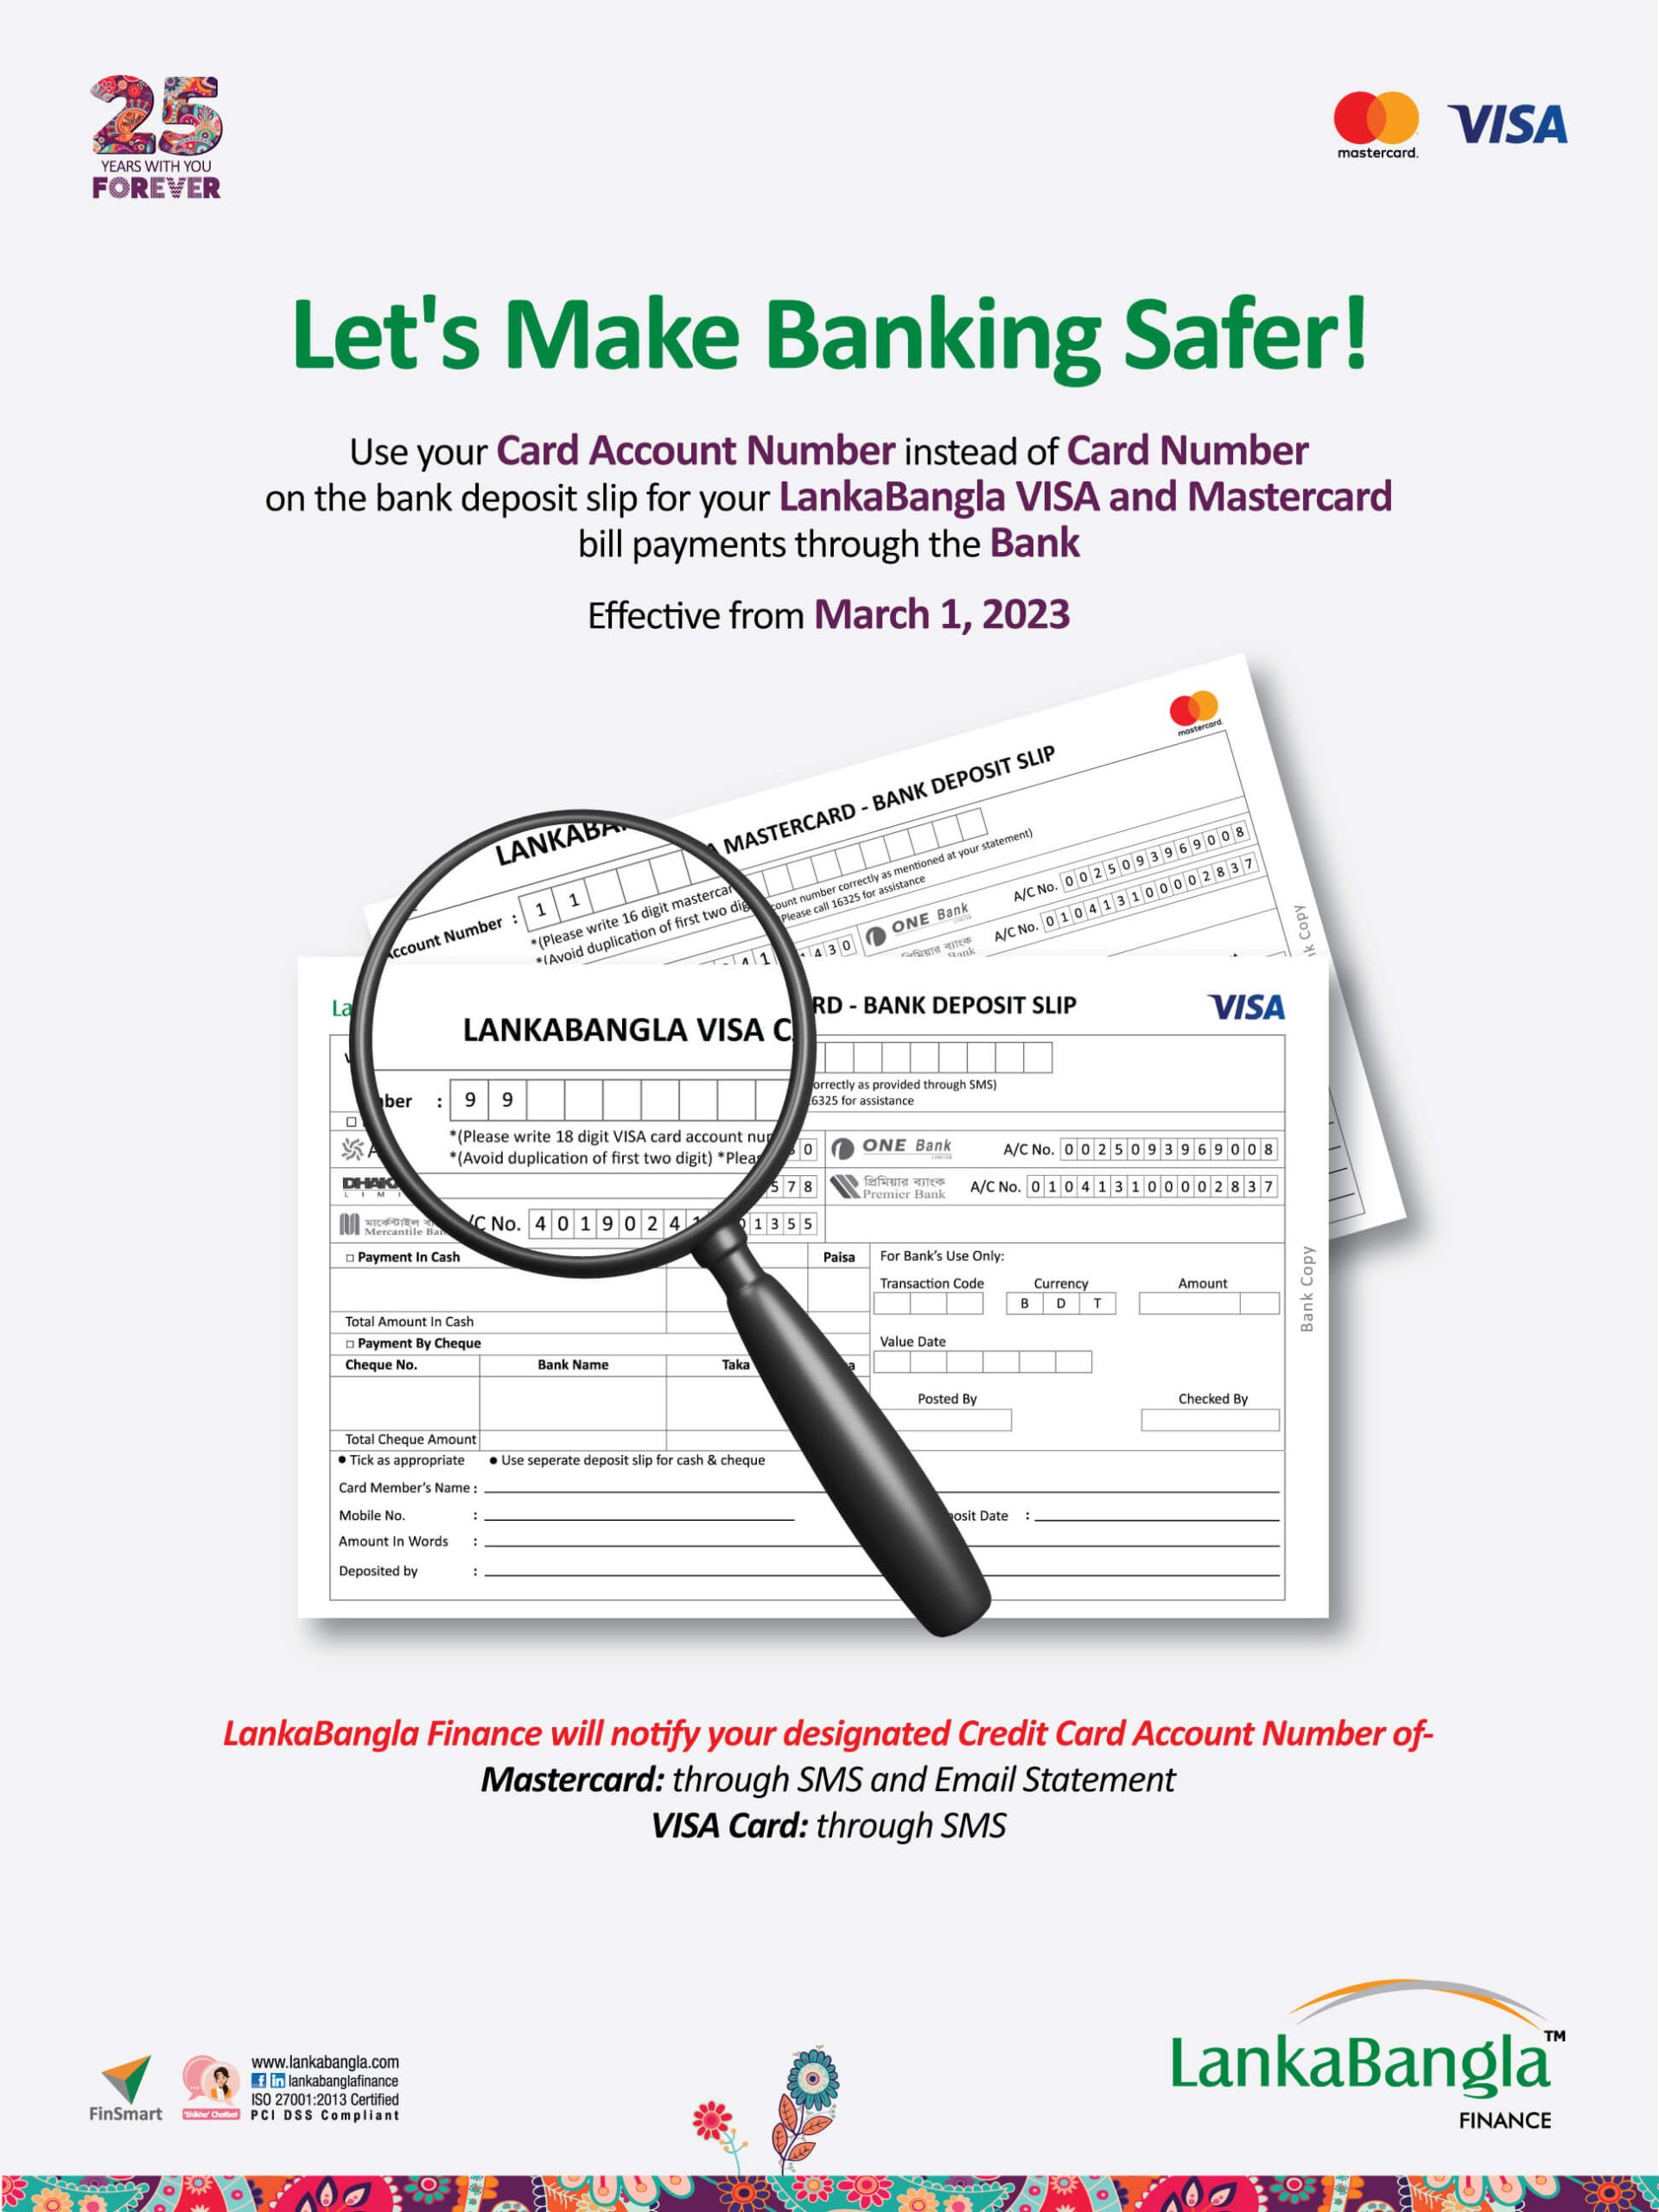 25
YEARS WITH YOU
FOREVER
mastercard.
VISA
Let's Make Banking Safer!
Use your Card Account Number instead of Card Number
on the bank deposit slip for your LankaBangla VISA and Mastercard
bill payments through the Bank
Effective from March 1, 2023
mastercard.
MASTERCARD - BANK DEPOSIT SLIP
Account Number : 1 1
*(Please write 16 digit
count number correctly as mentioned at your statement)
*(Avoid duplication of first two
Please call 16325 for assistance
4 3 0 ONE Bank A/C No. 0 0 2 5 0 9 3 9 6 9 0 0 8
A/C No. 0 1 0 4 1 3 1 0 0 0 0 2 8 3 7
Copy
LANKABANGLA VISA
RD - BANK DEPOSIT SLIP
VISA
: 9 9
*(Please write 18 digit VISA card account
orrectly as provided through SMS)
*(Avoid duplication of first two digit)
6325 for assistance
0 ONE Bank A/C No. 0 0 2 5 0 9 3 9 6 9 0 0 8
5 7 8 প্রিমিয়ার ব্যাংক Premier Bank A/C No. 0 1 0 4 1 3 1 0 0 0 0 2 8 3 7
মার্কেন্টাইল
Mercantile
/C No. 4 0 1 9 0 2 4 1 3 5 5
Payment In Cash Paisa For Bank's Use Only:
Transaction Code Currency Amount
B D T
Total Amount In Cash
Payment By Cheque Value Date
Cheque No. Bank Name Taka
Posted By Checked By
Total Cheque Amount
• Tick as appropriate • Use seperate deposit slip for cash & cheque
Card Member's Name :
Mobile No. : osit Date :
Amount In Words :
Deposited by :
Bank Copy
LankaBangla Finance will notify your designated Credit Card Account Number of-
Mastercard: through SMS and Email Statement
VISA Card: through SMS
FinSmart
'Shikha' Chatbot
www.lankabangla.com
f in lankabanglafinance
ISO 27001:2013 Certified
PCI DSS Compliant
LankaBangla™
FINANCE